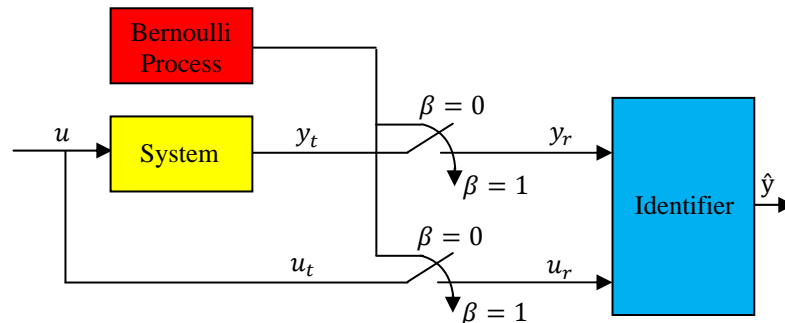 Bernoulli
Process
β = 0
u
System
y_t
y_r
β = 1
Identifier
ŷ
β = 0
u_t
u_r
β = 1